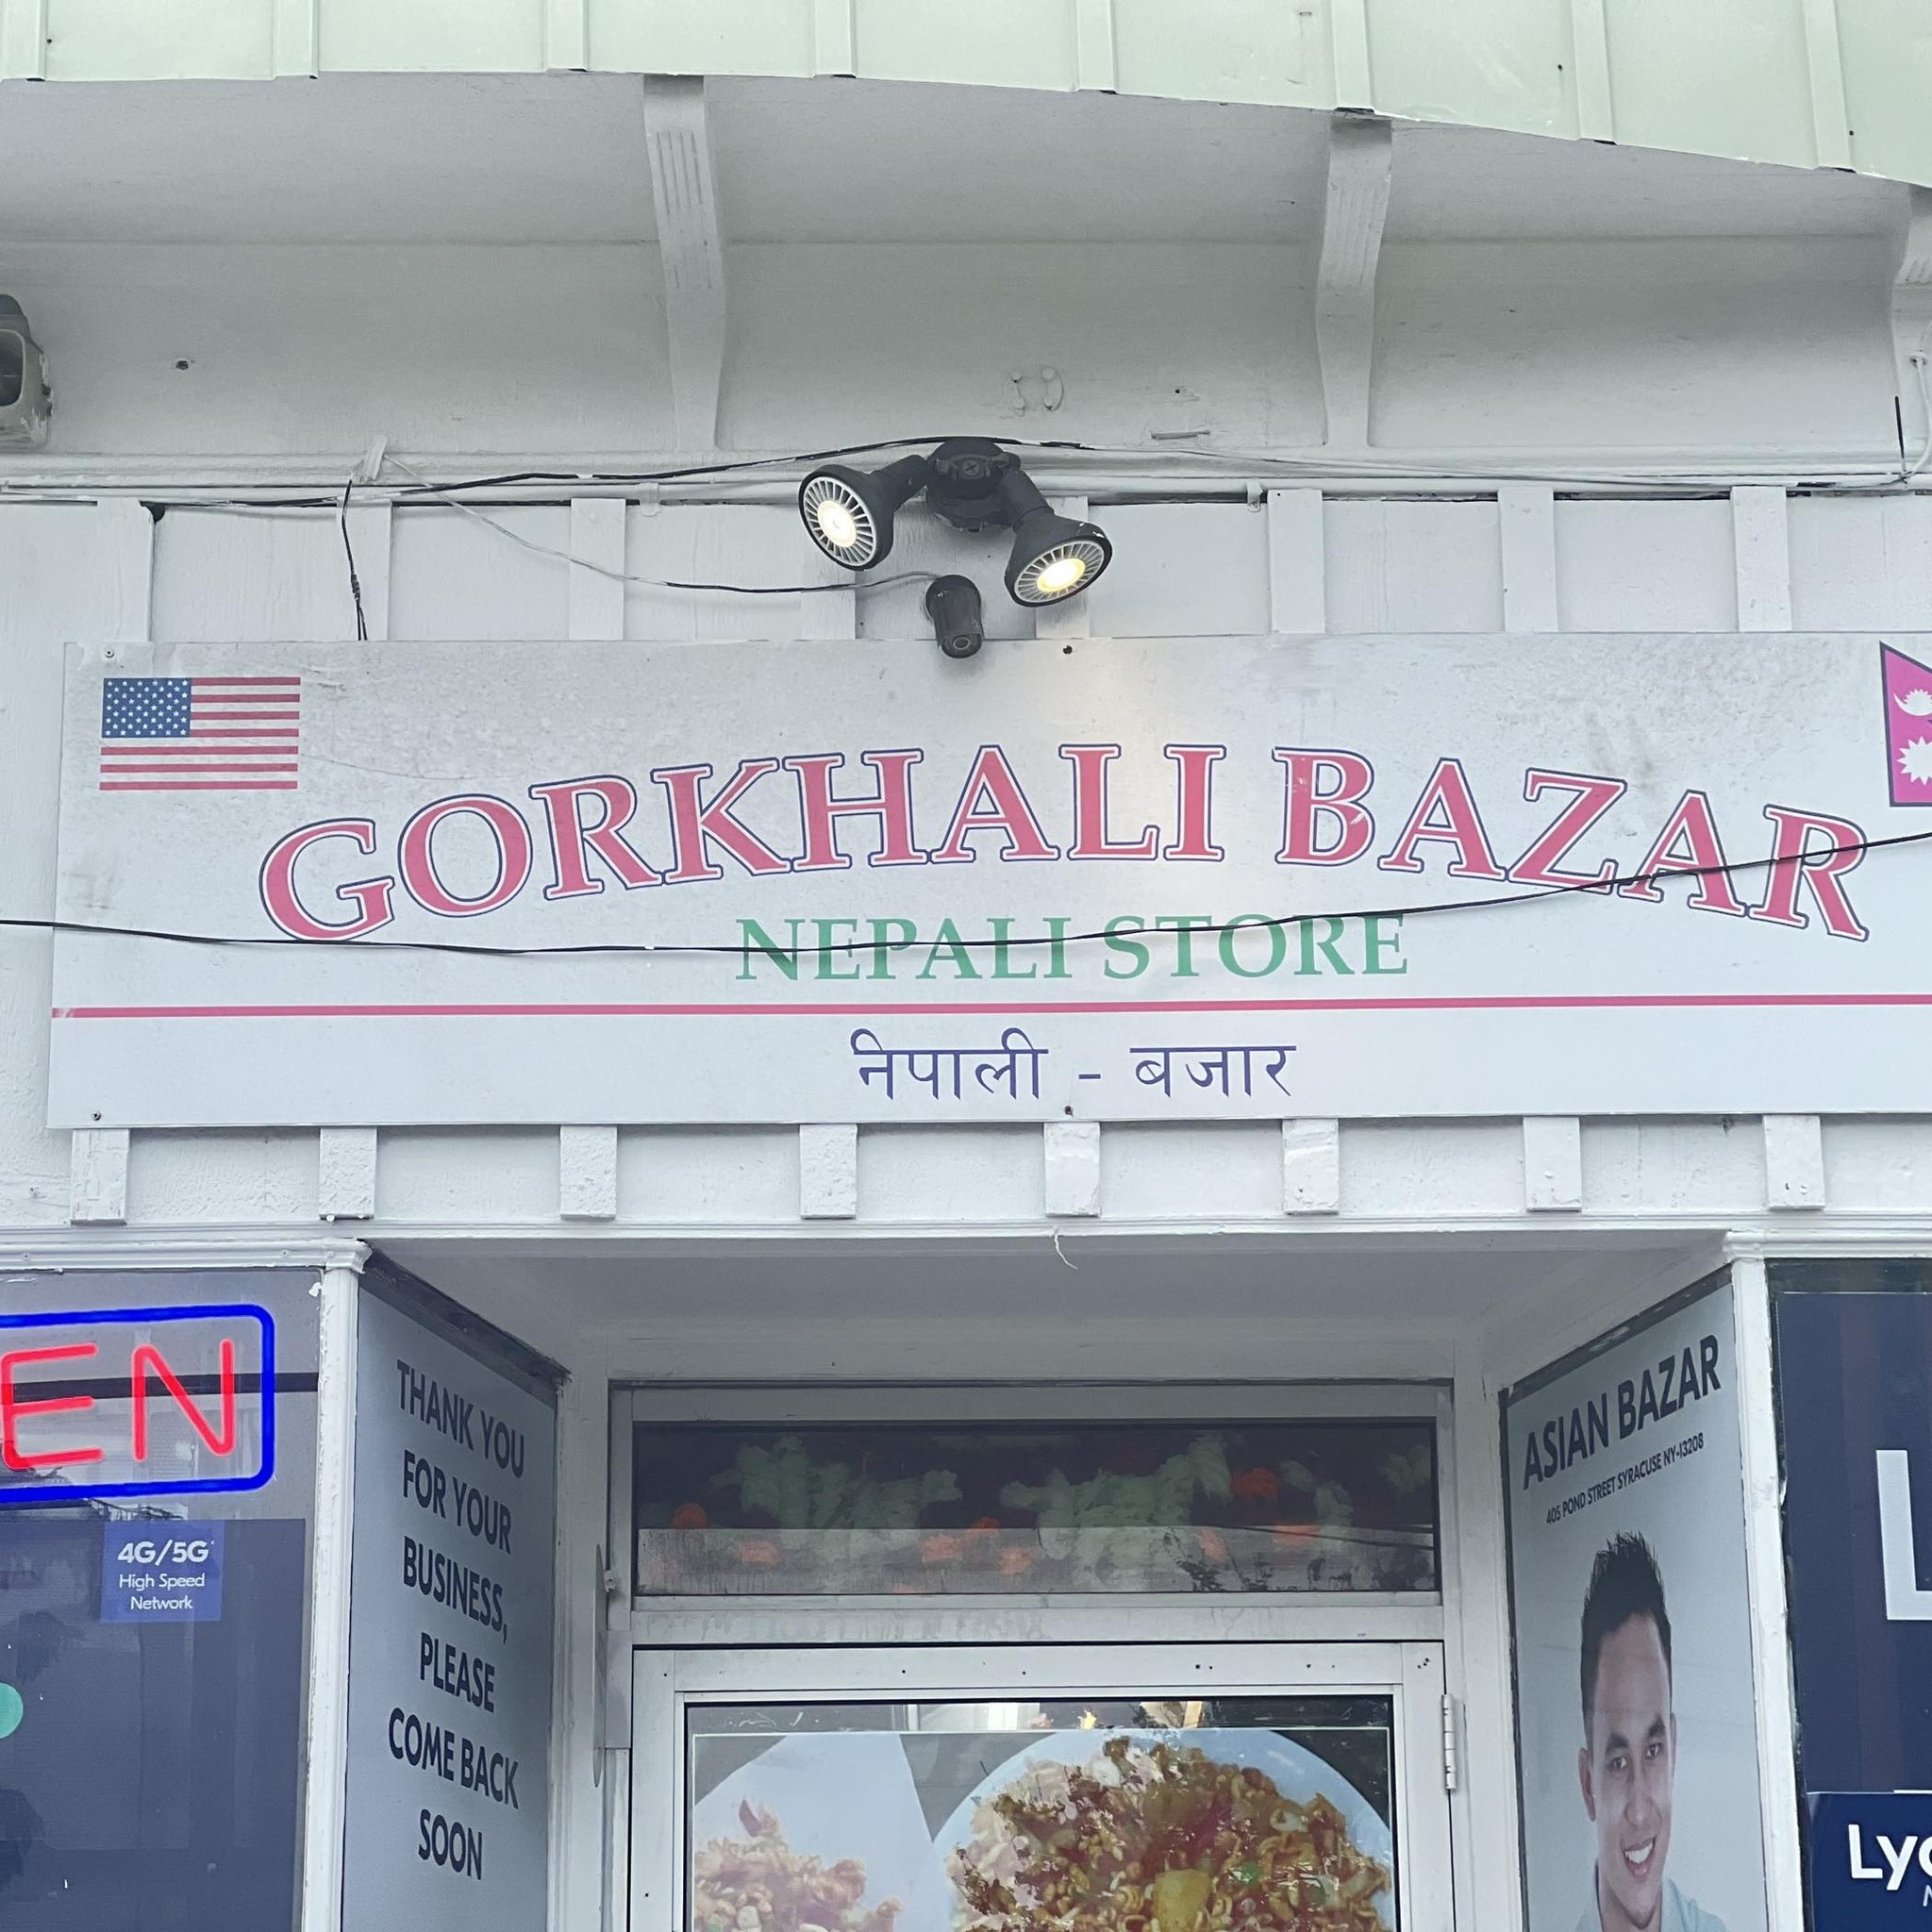 GORKHALI BAZAR
NEPALI STORE
नेपाली - बजार
EN
4G/5G
High Speed
Network
THANK YOU
FOR YOUR
BUSINESS,
PLEASE
COME BACK
SOON
ASIAN BAZAR
405 POND STREET SYRACUSE NY-13208
L
Lyc